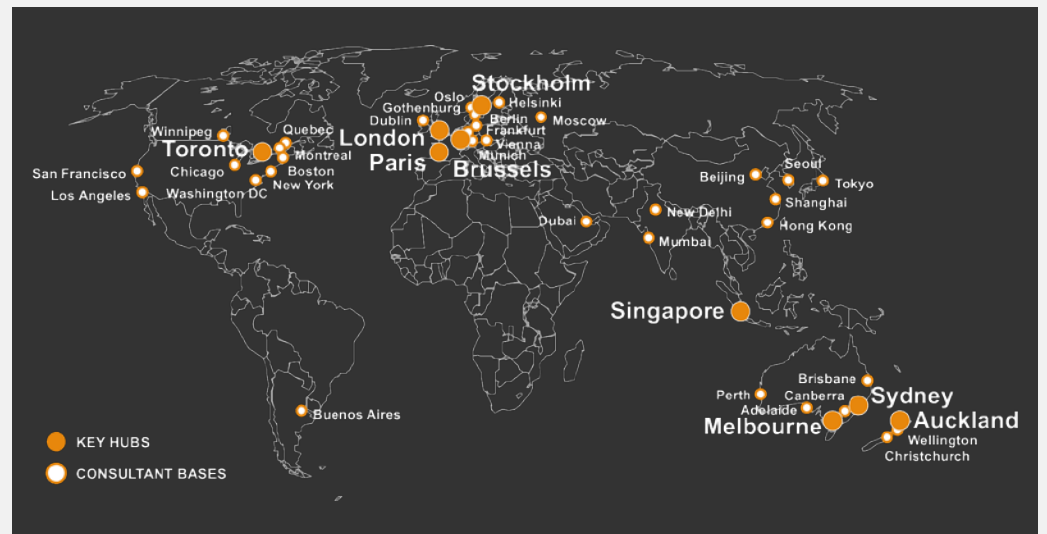 Stockholm
Oslo
Helsinki
Gothenburg
Dublin
Berlin
Moscow
London
Frankfurt
Vienna
Paris
Munich
Brussels
Winnipeg
Quebec
Toronto
Montreal
Chicago
Boston
San Francisco
New York
Los Angeles
Washington DC
Seoul
Beijing
Tokyo
Shanghai
New Delhi
Dubai
Hong Kong
Mumbai
Singapore
Brisbane
Perth
Canberra
Sydney
Adelaide
Melbourne
Auckland
Wellington
Christchurch
Buenos Aires
KEY HUBS
CONSULTANT BASES